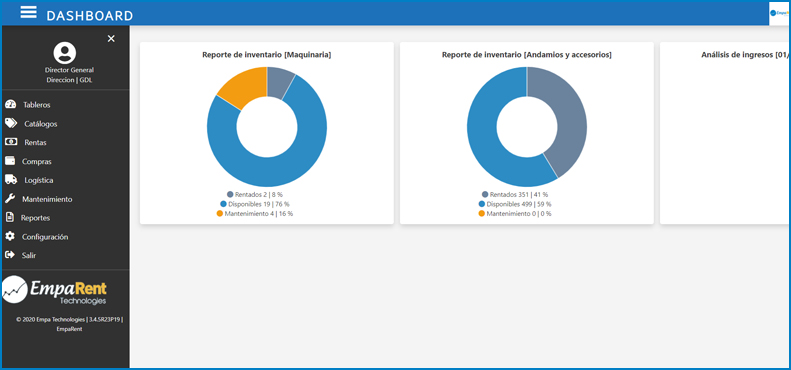 DASHBOARD
EmpaRent
Director General
Direccion | GDL
Tableros
Catálogos
Rentas
Compras
Logística
Mantenimiento
Reportes
Configuración
Salir
EmpaRent
Technologies
© 2020 Empa Technologies | 3.4.5R23P19 |
EmpaRent
Reporte de inventario [Maquinaria]
Rentados 2 | 8 %
Disponibles 19 | 76 %
Mantenimiento 4 | 16 %
Reporte de inventario [Andamios y accesorios]
Rentados 351 | 41 %
Disponibles 499 | 59 %
Mantenimiento 0 | 0 %
Análisis de ingresos [01/